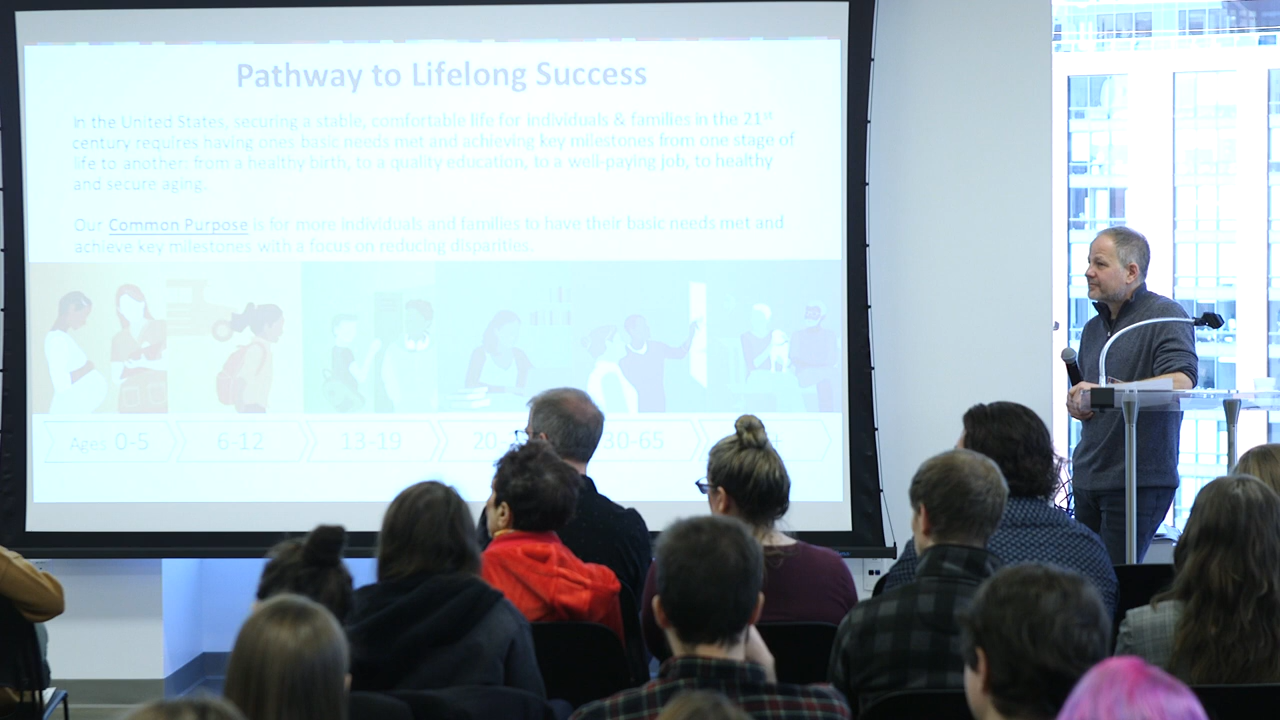 Pathway to Lifelong Success
In the United States, securing a stable, comfortable life for individuals & families in the 21st
century requires having ones basic needs met and achieving key milestones from one stage of
life to another: from a healthy birth, to a quality education, to a well-paying job, to healthy
and secure aging.
Our Common Purpose is for more individuals and families to have their basic needs met and
achieve key milestones with a focus on reducing disparities.
Ages 0-5 6-12 13-19 30-65